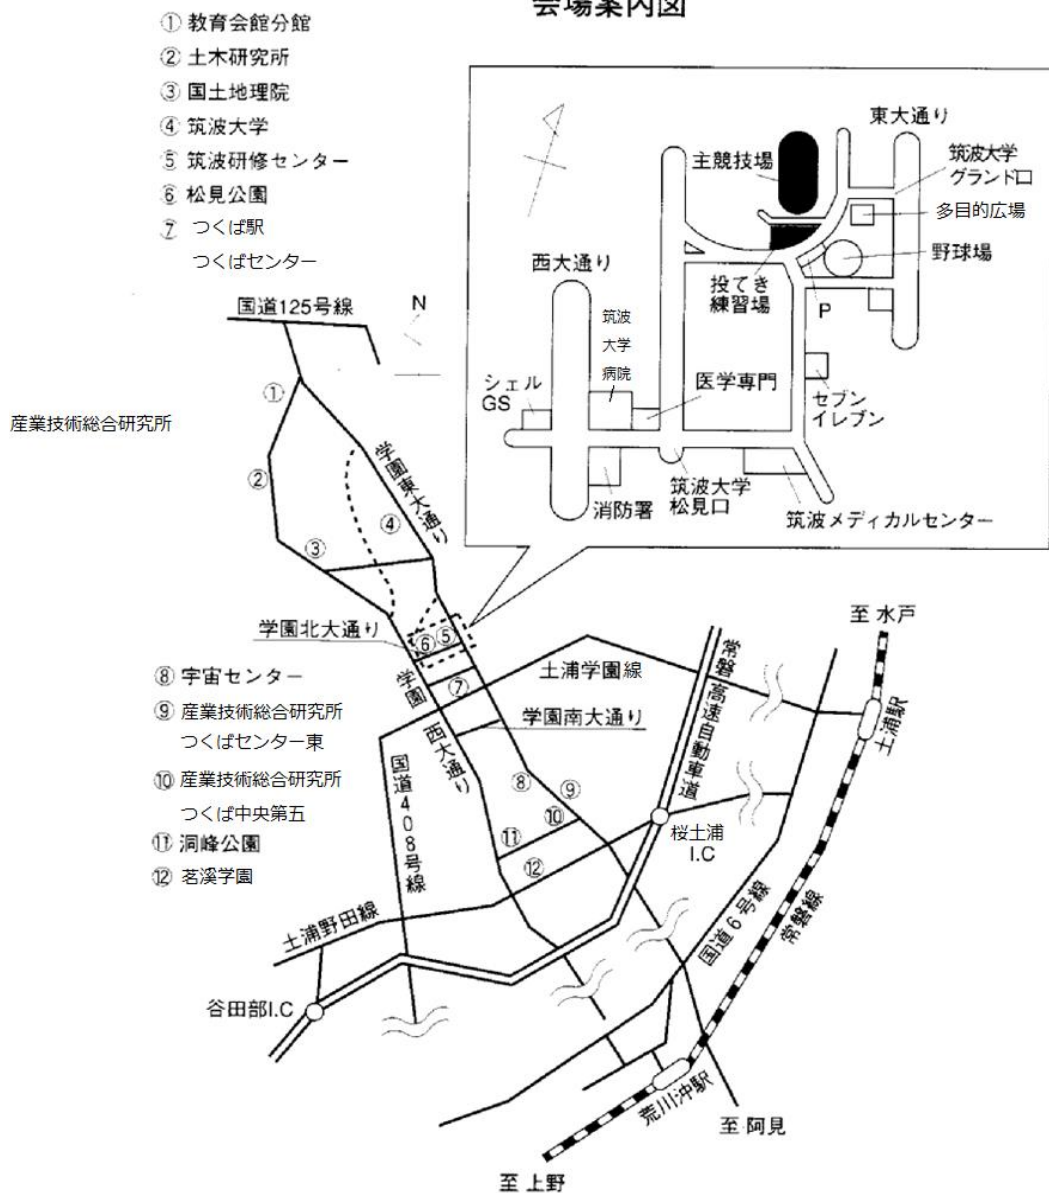 会場案内図
① 教育会館分館
② 土木研究所
③ 国土地理院
④ 筑波大学
⑤ 筑波研修センター
⑥ 松見公園
⑦ つくば駅
つくばセンター
東大通り
主競技場
筑波大学
グランド口
多目的広場
野球場
西大通り
投てき
練習場
P
筑波
大学
病院
医学専門
シェル
GS
セブン
イレブン
消防署
筑波大学
松見口
筑波メディカルセンター
国道125号線
N
①
産業技術総合研究所
②
学園東大通り
④
③
至 水戸
学園北大通り
⑥
⑤
⑧ 宇宙センター
⑨ 産業技術総合研究所
つくばセンター東
⑩ 産業技術総合研究所
つくば中央第五
⑪ 洞峰公園
⑫ 茗溪学園
学園
西大通り
⑦
土浦学園線
常磐
高速自動車道
土浦駅
学園南大通り
国道408号線
⑧
⑨
⑩
⑪
⑫
桜土浦
I.C
土浦野田線
国道6号線
常磐線
谷田部I.C
荒川沖駅
至 阿見
至 上野